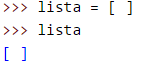 >>> lista = [ ]
>>> lista
[ ]